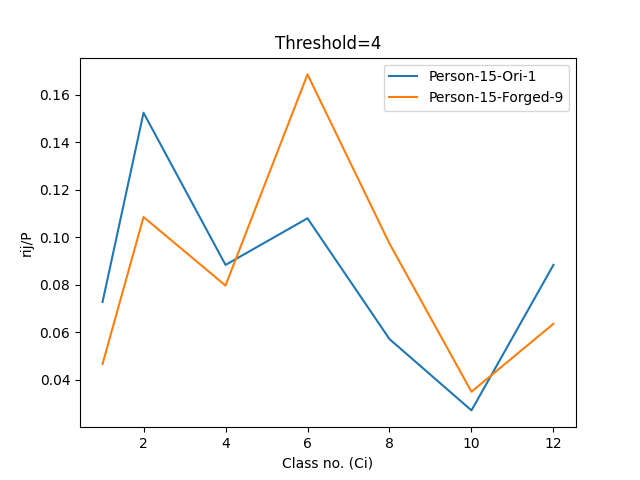 Threshold=4
Person-15-Ori-1
Person-15-Forged-9
rij/P
0.16
0.14
0.12
0.10
0.08
0.06
0.04
2 4 6 8 10 12
Class no. (Ci)